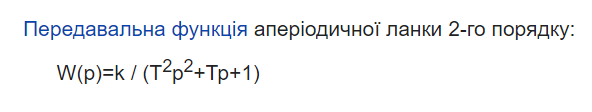 Передавальна функція аперіодичної ланки 2-го порядку:
W(p)=k / (T²p²+Tp+1)